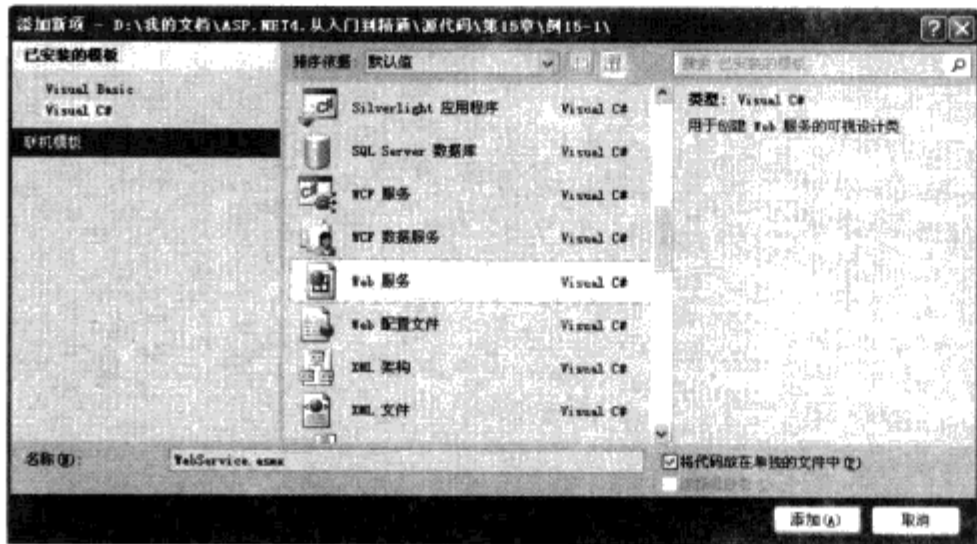 添加新项 - D:\我的文档\ASP.NET4.从入门到精通\源代码\第15章\例15-1\
已安装的模板
Visual Basic
Visual C#
联机模板
排序依据: 默认值
搜索 已安装的模板
Silverlight 应用程序 Visual C#
SQL Server 数据库 Visual C#
WCF 服务 Visual C#
WCF 数据服务 Visual C#
Web 服务 Visual C#
Web 配置文件 Visual C#
XML 架构 Visual C#
XML 文件 Visual C#
类型: Visual C#
用于创建 Web 服务的可视设计类
名称(N): WebService.asmx
将代码放在单独的文件中(P)
添加(A)
取消